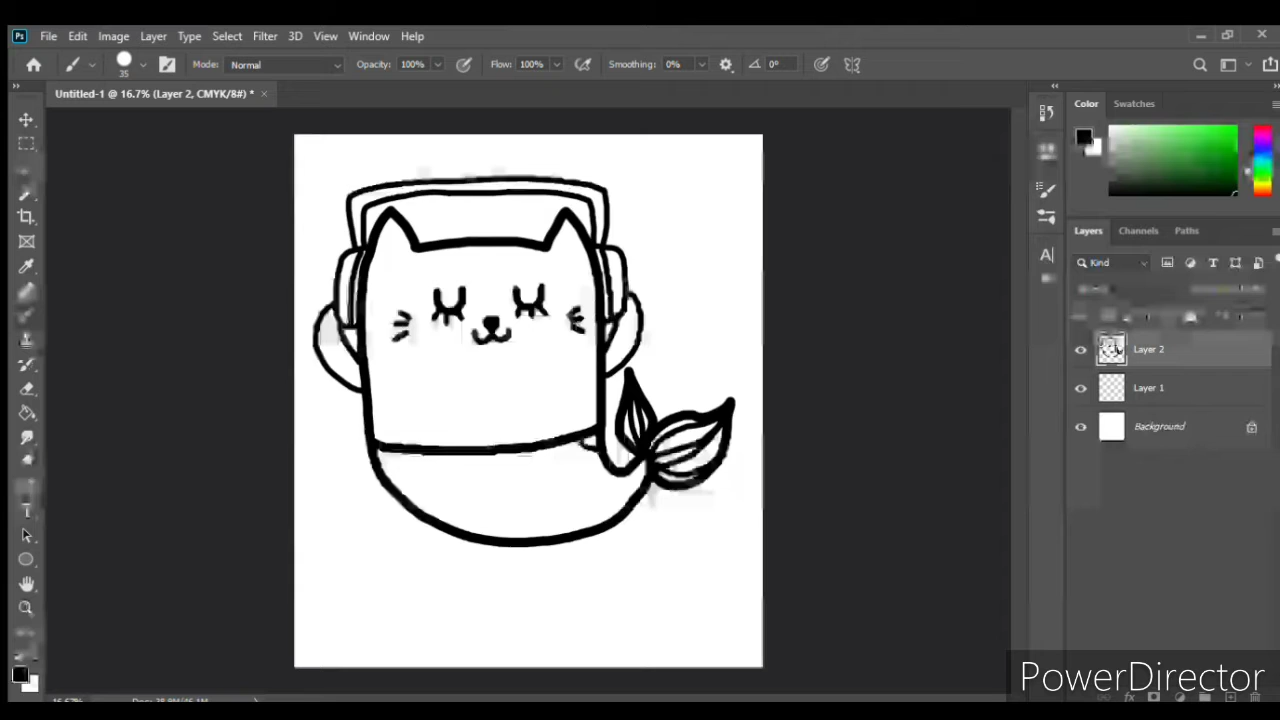 Ps File Edit Image Layer Type Select Filter 3D View Window Help
35 Mode: Normal Opacity: 100% Flow: 100% Smoothing: 0% 0°
Untitled-1 @ 16.7% (Layer 2, CMYK/8#) *
Color Swatches
Layers Channels Paths
Kind
Layer 2
Layer 1
Background
PowerDirector